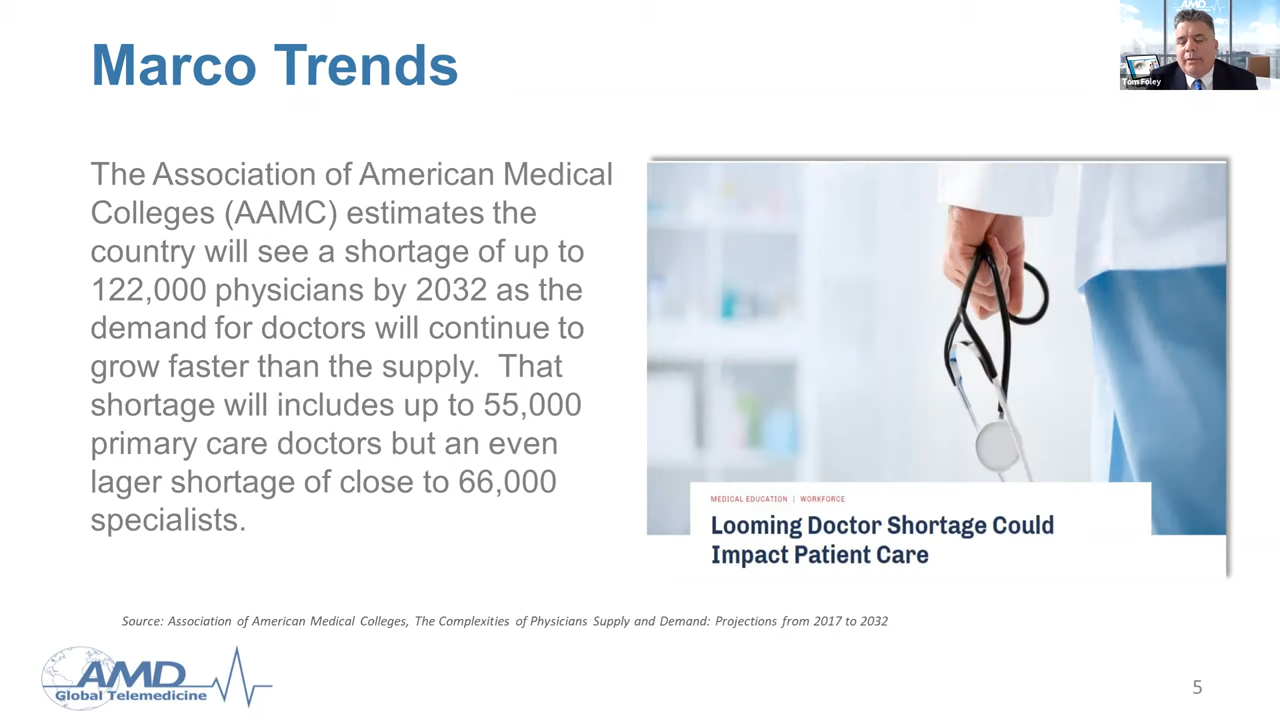 Marco Trends
AMD
Tom Foley
The Association of American Medical
Colleges (AAMC) estimates the
country will see a shortage of up to
122,000 physicians by 2032 as the
demand for doctors will continue to
grow faster than the supply.  That
shortage will includes up to 55,000
primary care doctors but an even
lager shortage of close to 66,000
specialists.
MEDICAL EDUCATION | WORKFORCE
Looming Doctor Shortage Could
Impact Patient Care
Source: Association of American Medical Colleges, The Complexities of Physicians Supply and Demand: Projections from 2017 to 2032
AMD
Global Telemedicine
5